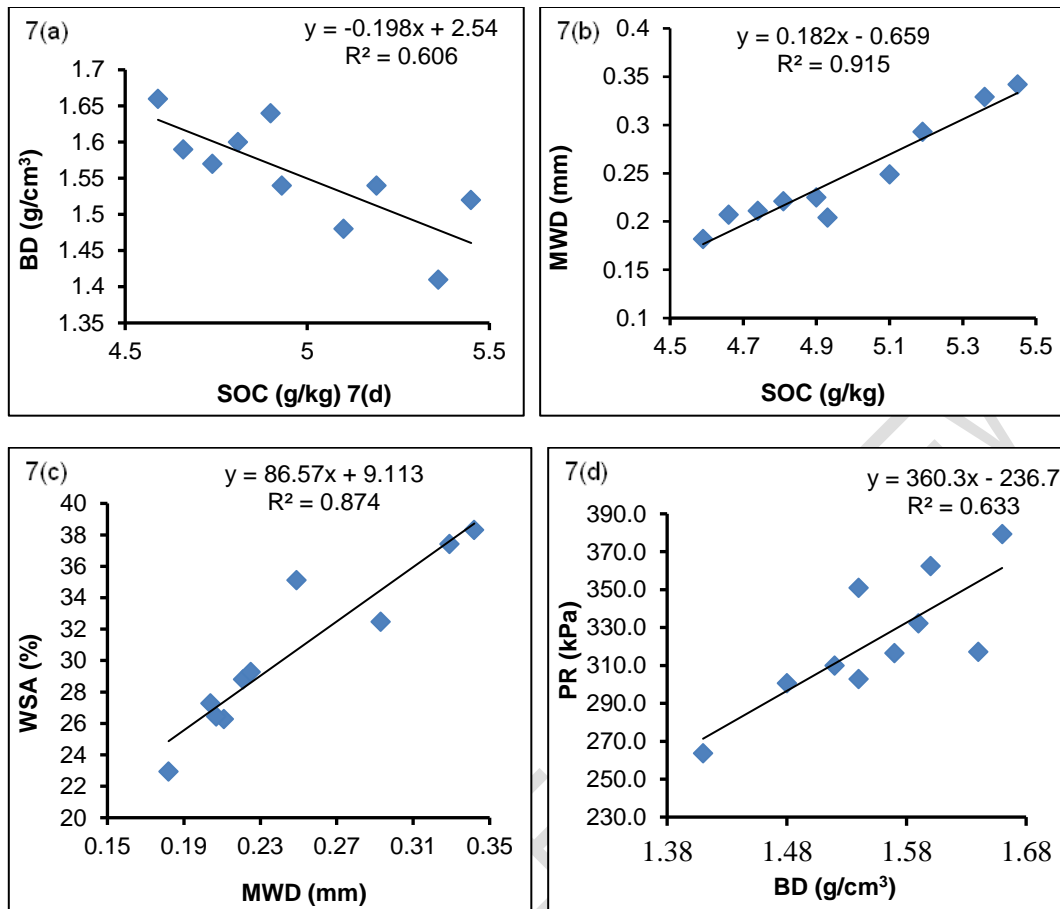 7(a)
y = -0.198x + 2.54
R² = 0.606
1.7
1.65
1.6
1.55
1.5
1.45
1.4
1.35
BD (g/cm³)
4.5 5 5.5
SOC (g/kg) 7(d)
7(b)
y = 0.182x - 0.659
R² = 0.915
0.4
0.35
0.3
0.25
0.2
0.15
0.1
MWD (mm)
4.5 4.7 4.9 5.1 5.3 5.5
SOC (g/kg)
7(c)
y = 86.57x + 9.113
R² = 0.874
40
38
36
34
32
30
28
26
24
22
20
WSA (%)
0.15 0.19 0.23 0.27 0.31 0.35
MWD (mm)
7(d)
y = 360.3x - 236.7
R² = 0.633
390.0
370.0
350.0
330.0
310.0
290.0
270.0
250.0
230.0
PR (kPa)
1.38 1.48 1.58 1.68
BD (g/cm³)